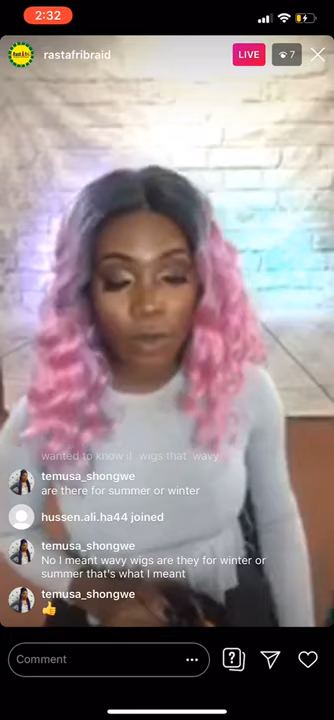 2:32
rastafribraid
LIVE
7
wanted to know if wigs that wavy
temusa_shongwe
are there for summer or winter
hussen.ali.ha44 joined
temusa_shongwe
No I meant wavy wigs are they for winter or
summer that's what I meant
temusa_shongwe
👍
Comment